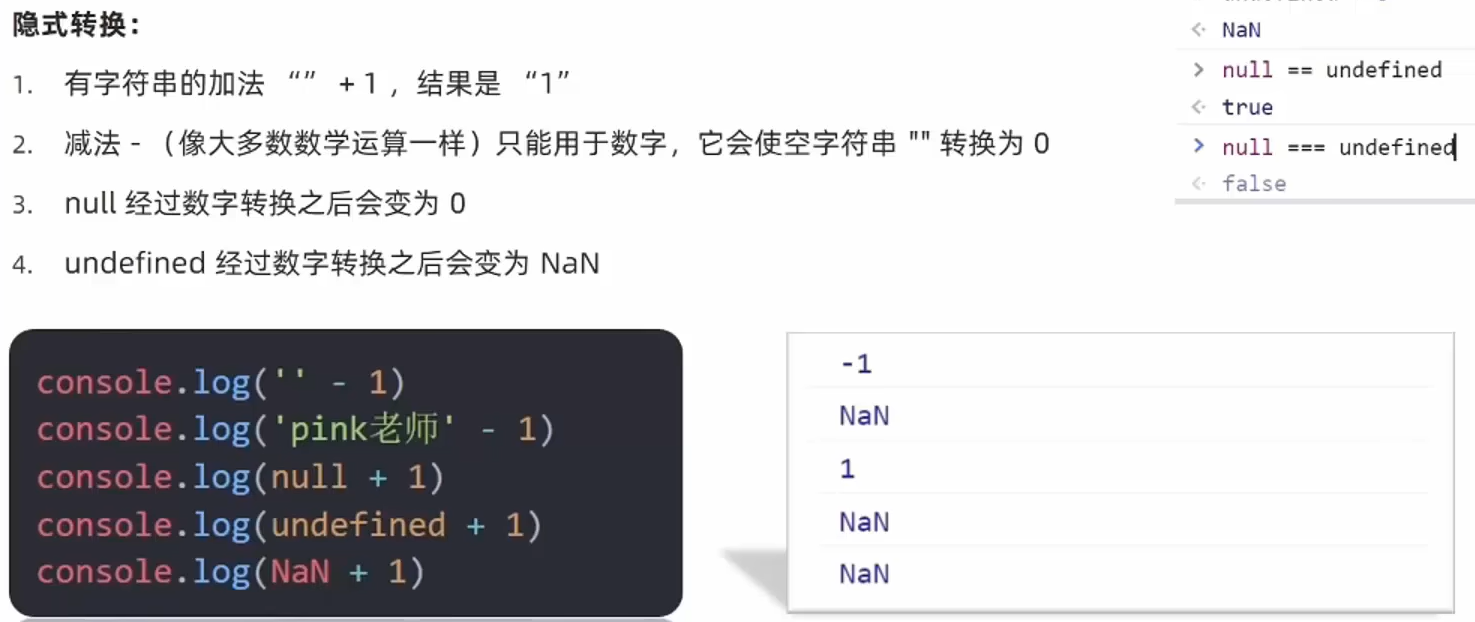 隐式转换：
1. 有字符串的加法 “” + 1 ，结果是 “1”
2. 减法 - （像大多数数学运算一样）只能用于数字，它会使空字符串 "" 转换为 0
3. null 经过数字转换之后会变为 0
4. undefined 经过数字转换之后会变为 NaN
NaN
null == undefined
true
null === undefined
false
console.log('' - 1)
console.log('pink老师' - 1)
console.log(null + 1)
console.log(undefined + 1)
console.log(NaN + 1)
-1
NaN
1
NaN
NaN